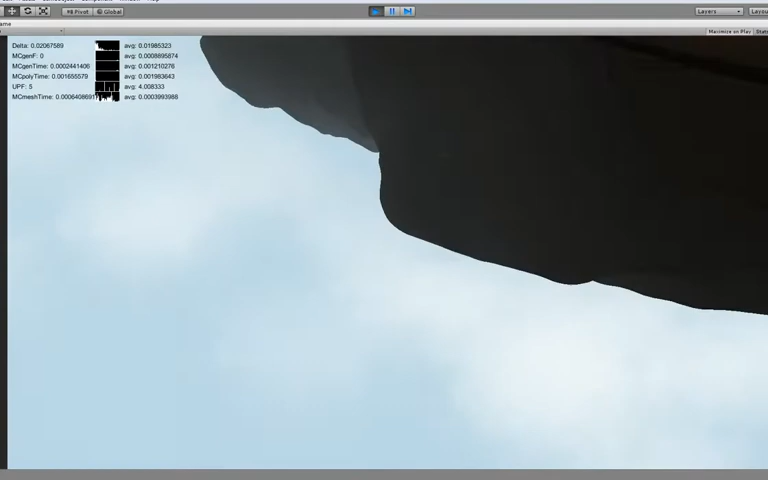 Pivot Global Layers
Maximize on Play Stats
Delta: 0.02067589 avg: 0.01985323
MCgenF: 0 avg: 0.0008695874
MCgenTime: 0.0002441406 avg: 0.001210276
MCpolyTime: 0.001655579 avg: 0.001983643
UPF: 5 avg: 4.008333
MCmeshTime: 0.0006408691 avg: 0.0003993988